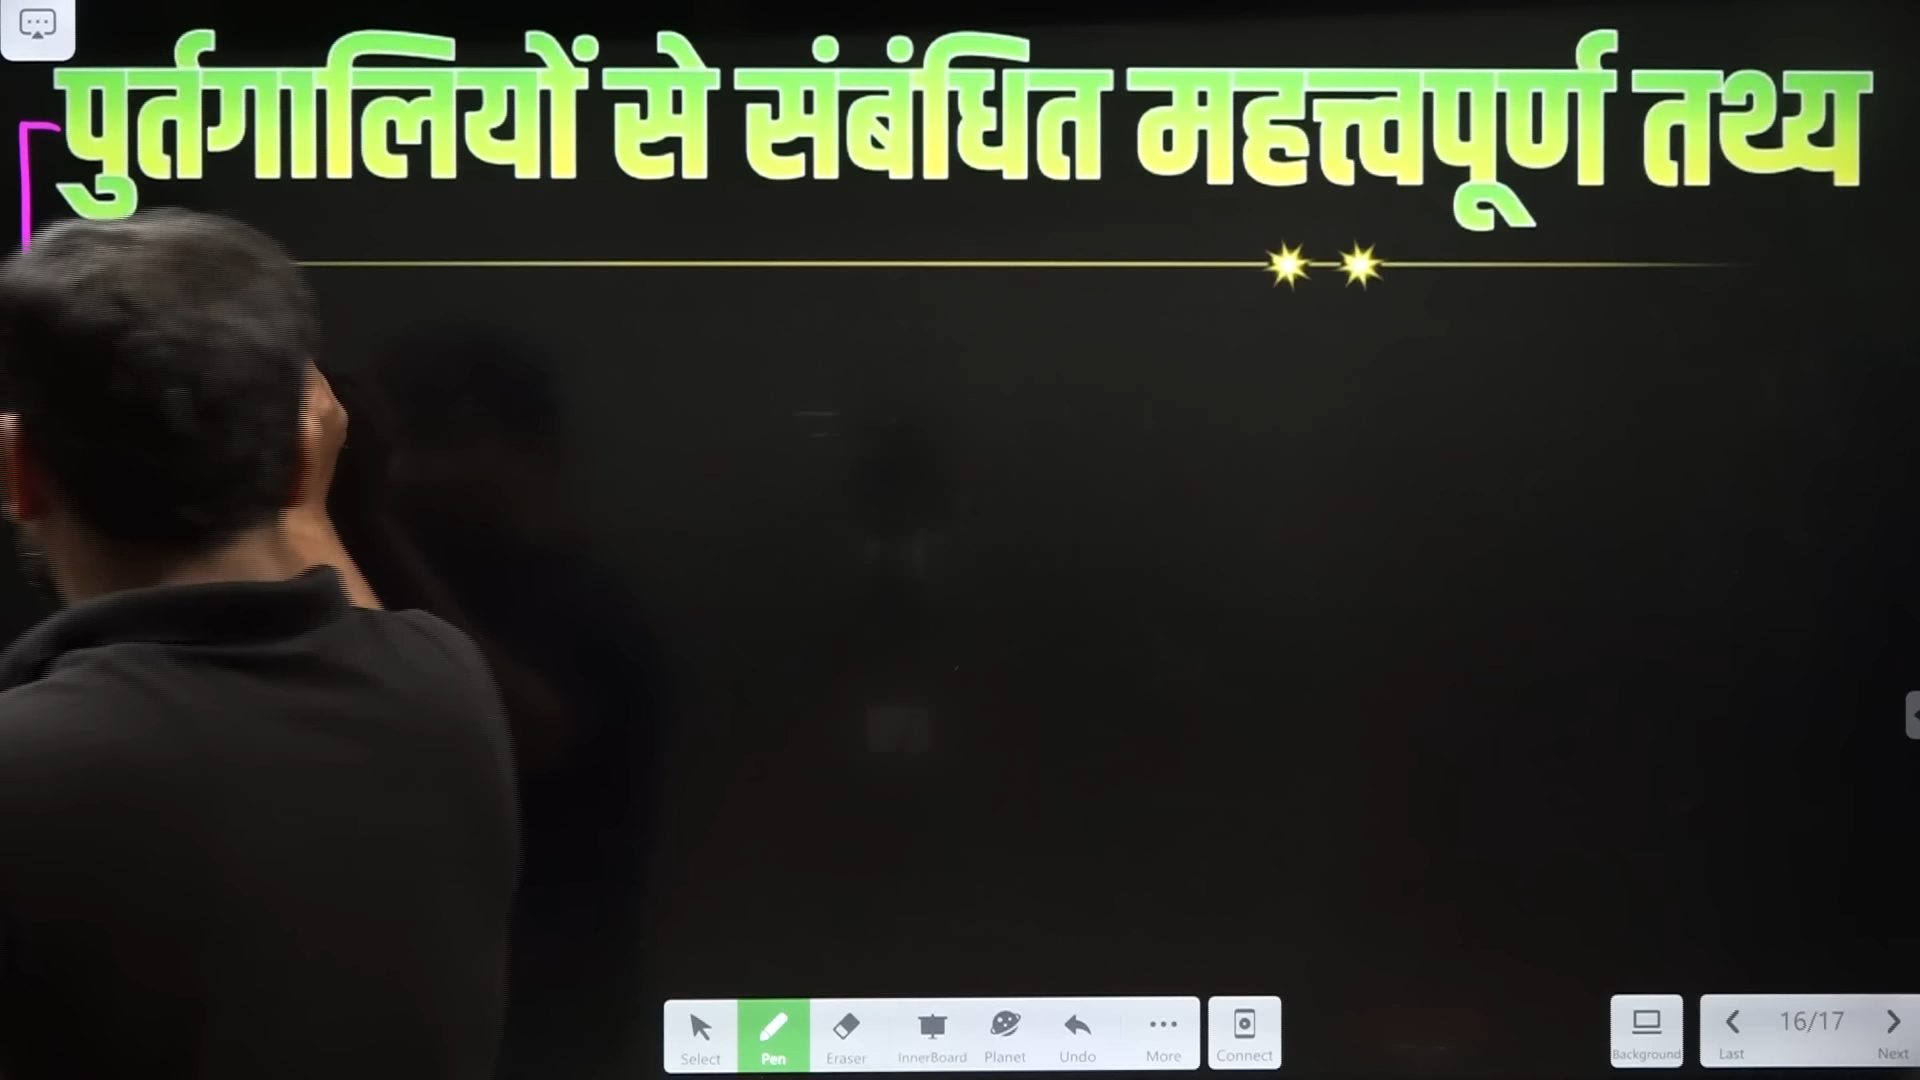 पुर्तगालियों से संबंधित महत्त्वपूर्ण तथ्य
Select
Pen
Eraser
InnerBoard
Planet
Undo
More
Connect
Background
16/17
Last
Next